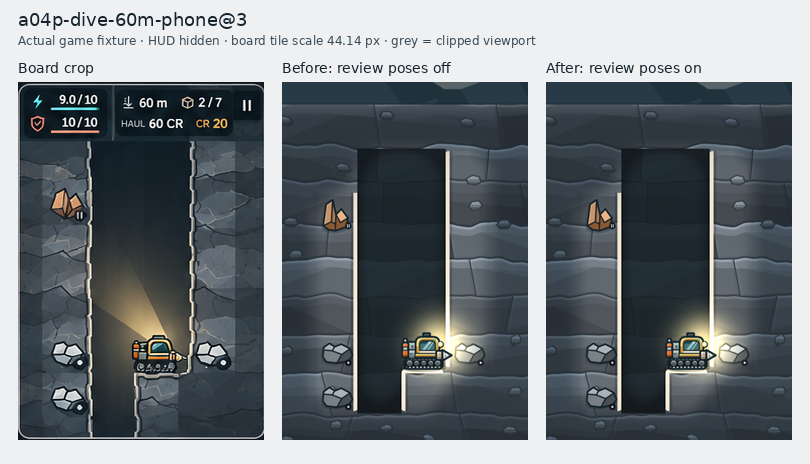 a04p-dive-60m-phone@3
Actual game fixture · HUD hidden · board tile scale 44.14 px · grey = clipped viewport
Board crop
Before: review poses off
After: review poses on
9.0/10
60 m
2/7
10/10
HAUL 60 CR
CR 20